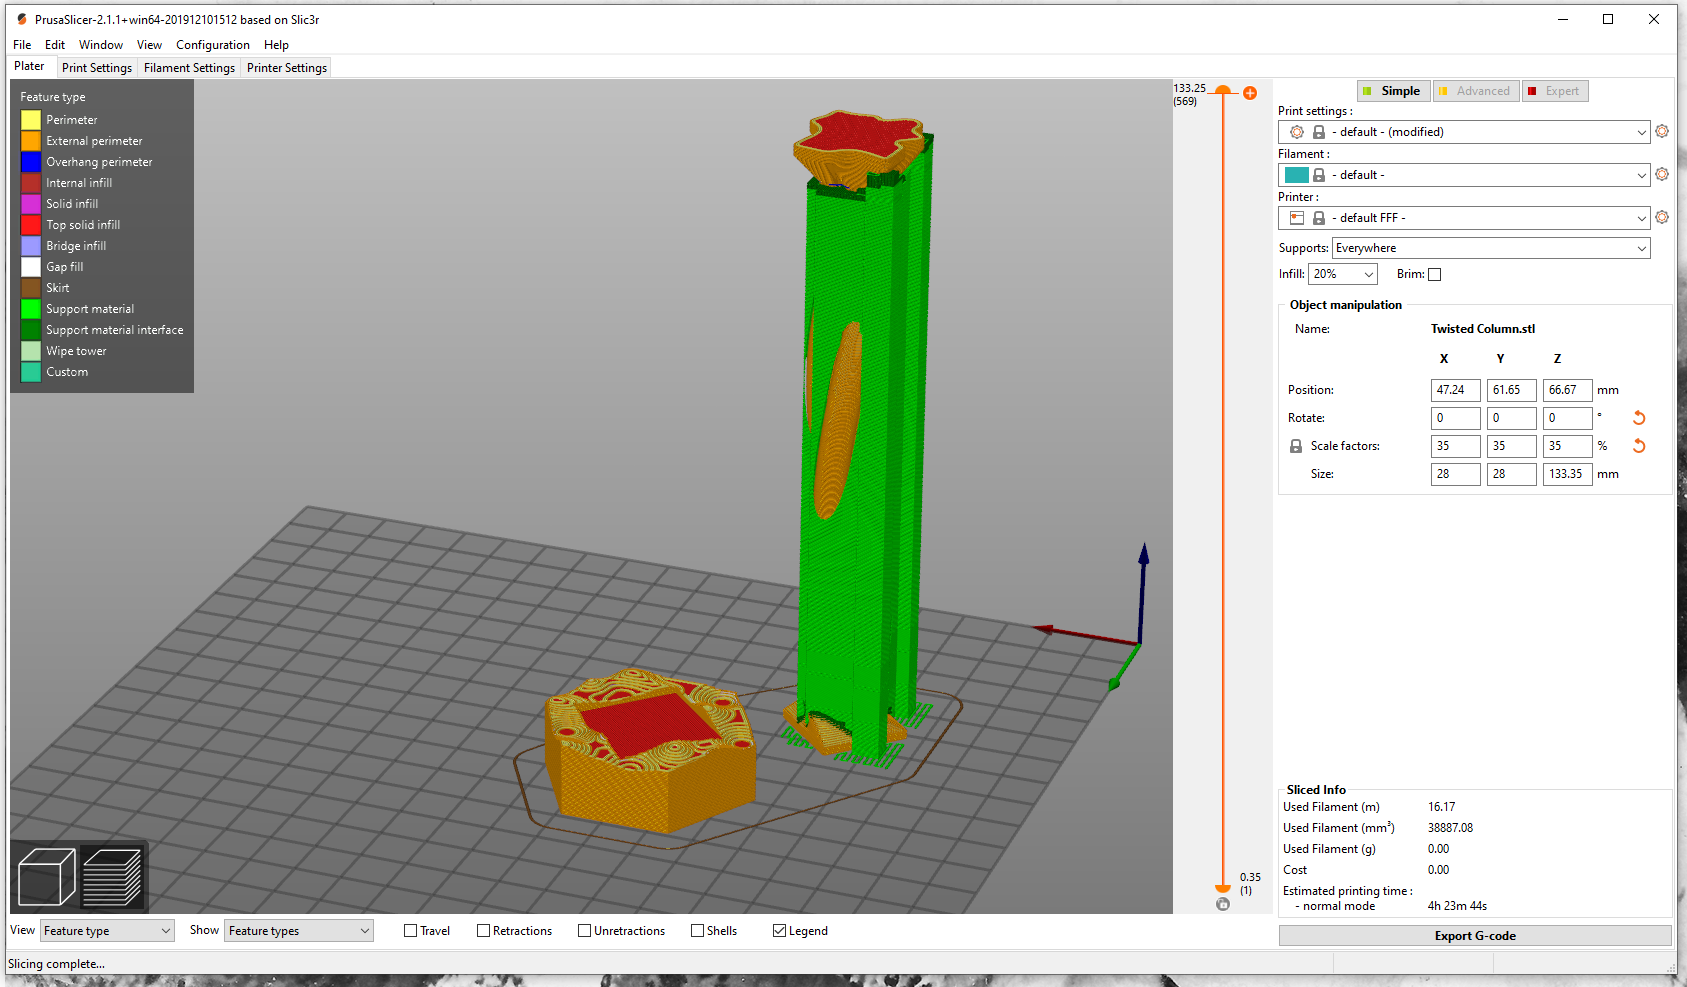 PrusaSlicer-2.1.1+win64-201912101512 based on Slic3r
File Edit Window View Configuration Help
Plater Print Settings Filament Settings Printer Settings
Feature type
Perimeter
External perimeter
Overhang perimeter
Internal infill
Solid infill
Top solid infill
Bridge infill
Gap fill
Skirt
Support material
Support material interface
Wipe tower
Custom
133.25
(569)
0.35
(1)
Simple Advanced Expert
Print settings :
- default - (modified)
Filament :
- default -
Printer :
- default FFF -
Supports: Everywhere
Infill: 20% Brim:
Object manipulation
Name: Twisted Column.stl
X Y Z
Position: 47.24 61.65 66.67 mm
Rotate: 0 0 0 °
Scale factors: 35 35 35 %
Size: 28 28 133.35 mm
Sliced Info
Used Filament (m) 16.17
Used Filament (mm³) 38887.08
Used Filament (g) 0.00
Cost 0.00
Estimated printing time :
- normal mode 4h 23m 44s
Export G-code
View Feature type Show Feature types Travel Retractions Unretractions Shells Legend
Slicing complete...